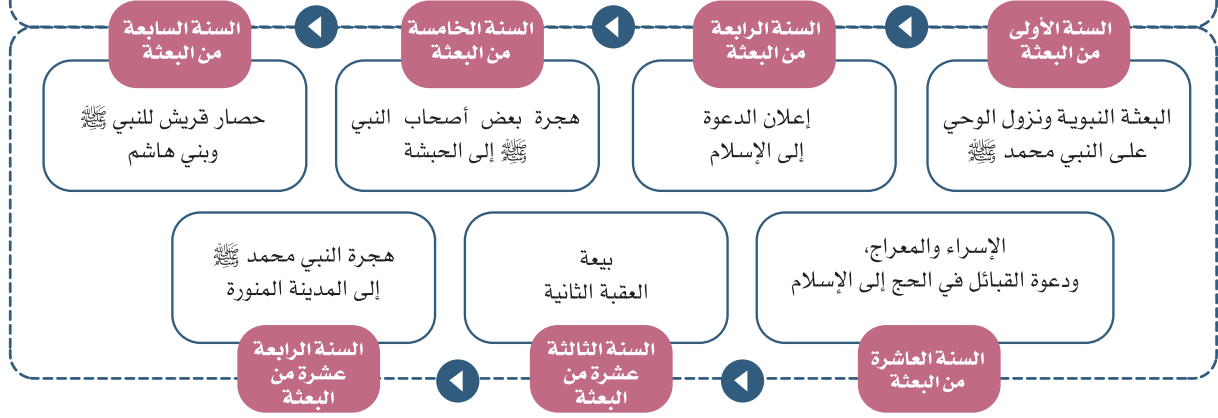 السنة الأولى
من البعثة
البعثة النبوية ونزول الوحي
على النبي محمد ﷺ
السنة الرابعة
من البعثة
إعلان الدعوة
إلى الإسلام
السنة الخامسة
من البعثة
هجرة بعض أصحاب النبي
ﷺ إلى الحبشة
السنة السابعة
من البعثة
حصار قريش للنبي ﷺ
وبني هاشم
الإسراء والمعراج،
ودعوة القبائل في الحج إلى الإسلام
السنة العاشرة
من البعثة
بيعة
العقبة الثانية
السنة الثالثة
عشرة من
البعثة
هجرة النبي محمد ﷺ
إلى المدينة المنورة
السنة الرابعة
عشرة من
البعثة